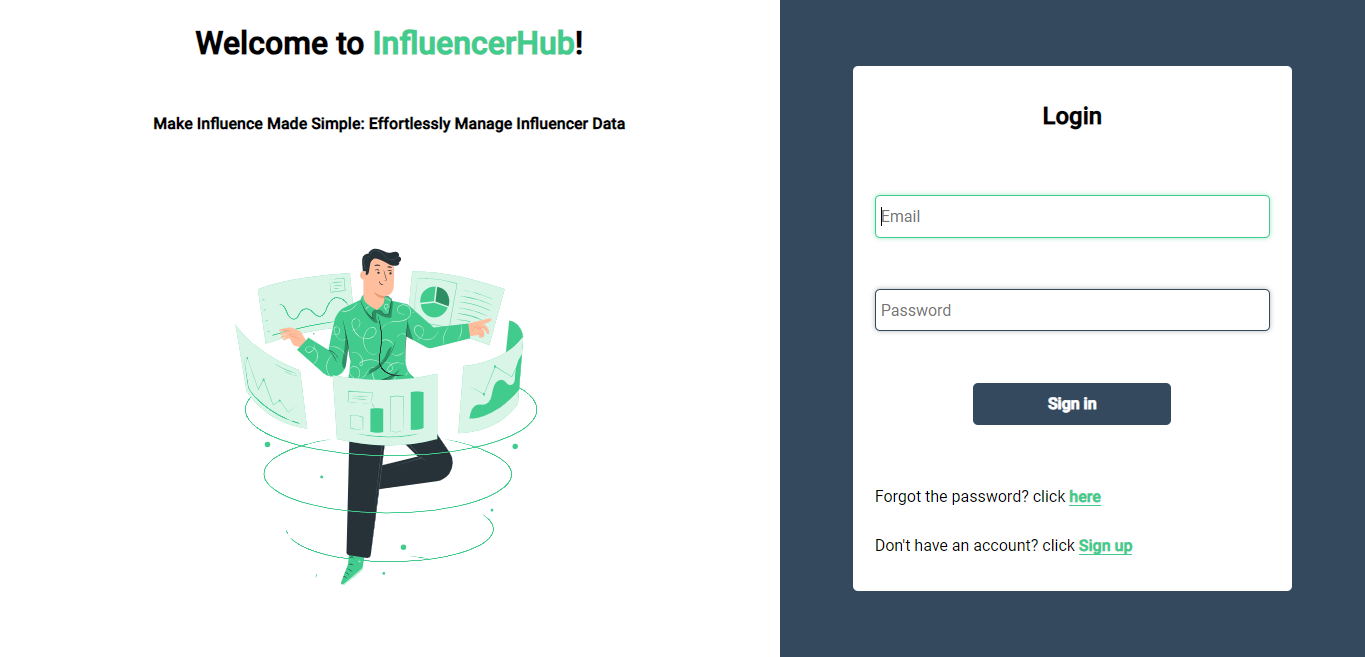 Welcome to InfluencerHub!
Make Influence Made Simple: Effortlessly Manage Influencer Data
Login
Email
Password
Sign in
Forgot the password? click here
Don't have an account? click Sign up